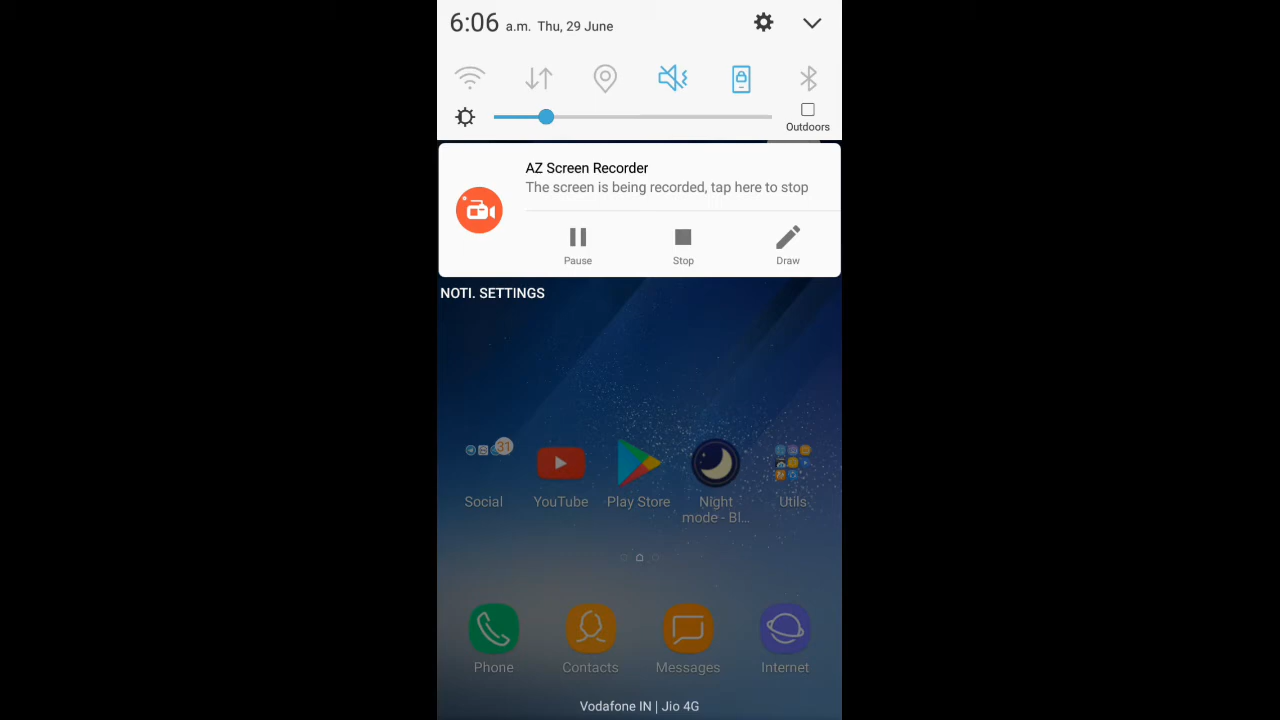 6:06 a.m. Thu, 29 June
Outdoors
AZ Screen Recorder
The screen is being recorded, tap here to stop
Pause Stop Draw
NOTI. SETTINGS
31
Social YouTube Play Store Night mode - Bl... Utils
Phone Contacts Messages Internet
Vodafone IN | Jio 4G